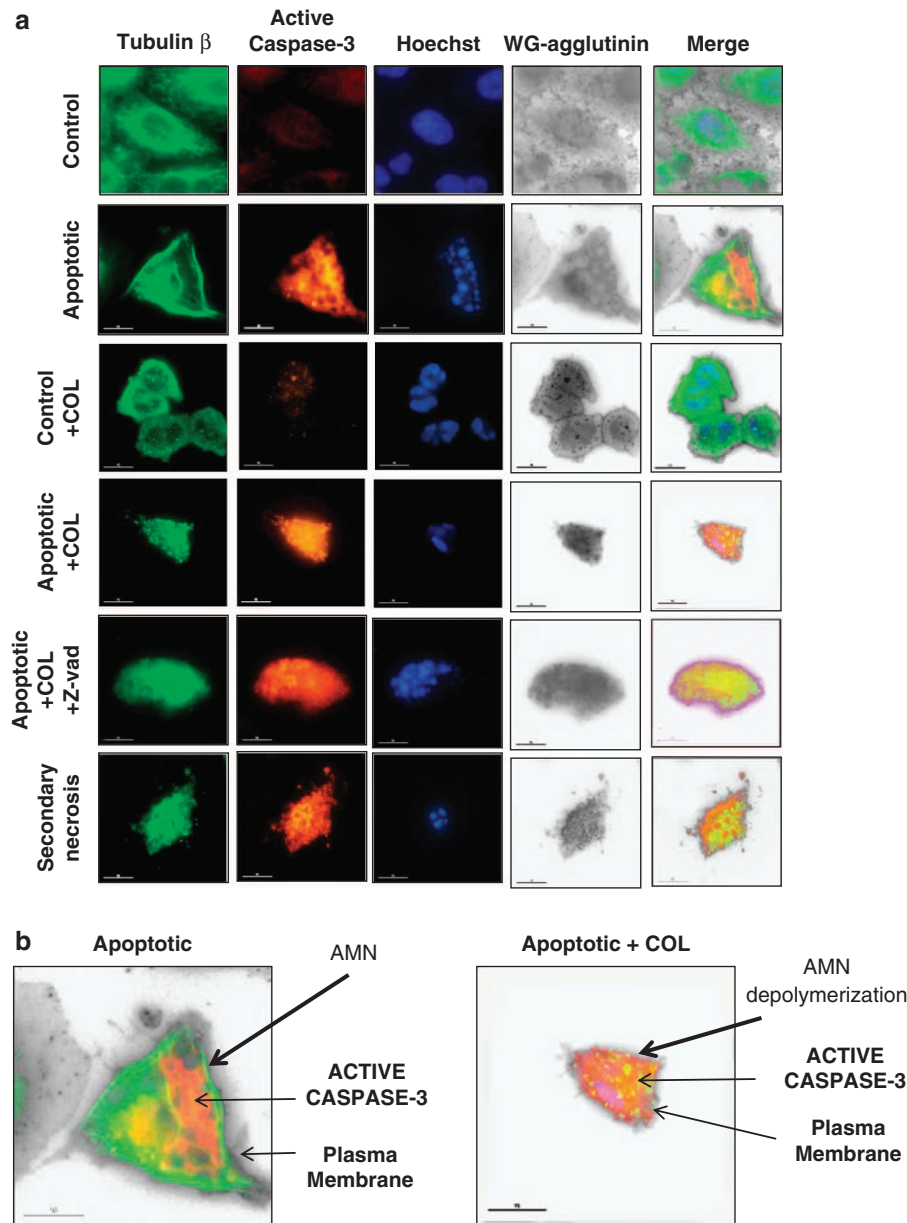 a
Tubulin β
Active
Caspase-3
Hoechst
WG-agglutinin
Merge
Control
Apoptotic
Control
+COL
Apoptotic
+COL
Apoptotic
+COL
+Z-vad
Secondary
necrosis
b
Apoptotic
AMN
ACTIVE
CASPASE-3
Plasma
Membrane
Apoptotic + COL
AMN
depolymerization
ACTIVE
CASPASE-3
Plasma
Membrane